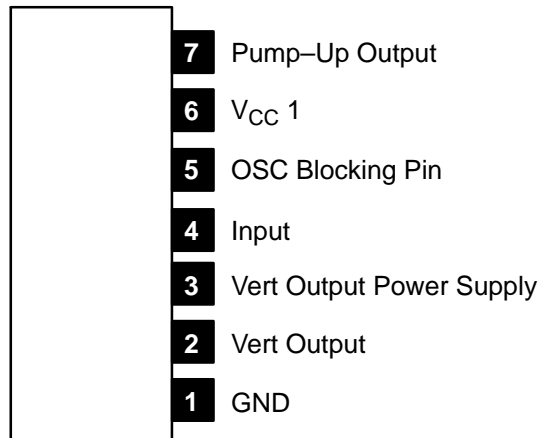 7 Pump–Up Output
6 VCC 1
5 OSC Blocking Pin
4 Input
3 Vert Output Power Supply
2 Vert Output
1 GND